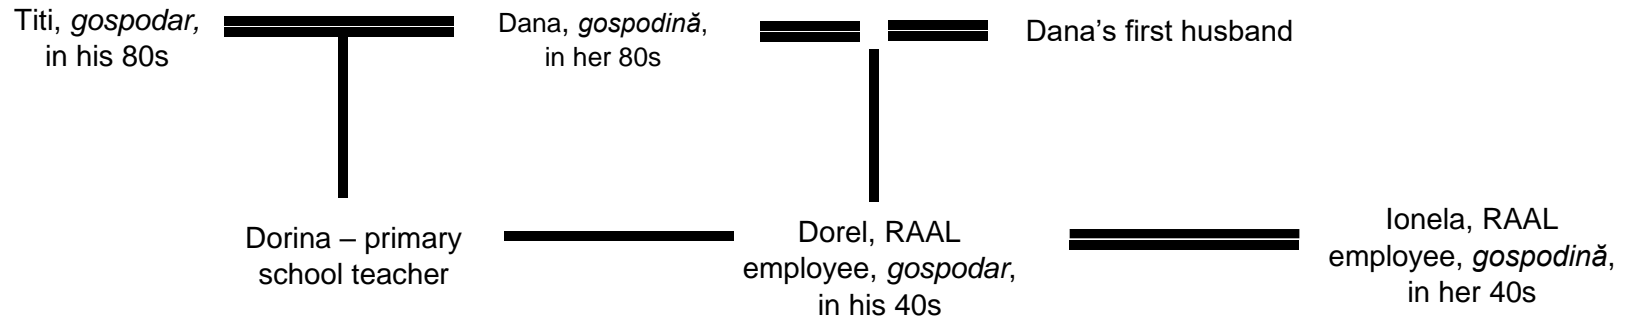 Titi, gospodar,
in his 80s
Dana, gospodină,
in her 80s
Dana’s first husband
Dorina – primary
school teacher
Dorel, RAAL
employee, gospodar,
in his 40s
Ionela, RAAL
employee, gospodină,
in her 40s